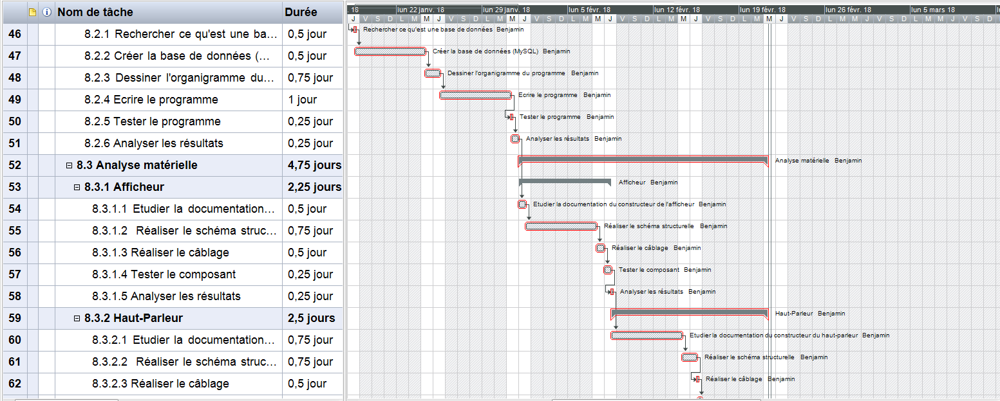 Nom de tâche Durée
. 18 lun 22 janv. 18 lun 29 janv. 18 lun 5 févr. 18 lun 12 févr. 18 lun 19 févr. 18 lun 26 févr. 18 lun 5 mars 18
J V S D L M M J V S D L M M J V S D L M M J V S D L M M J V S D L M M J V S D L M M J V S D L M M J V S D
46 8.2.1 Rechercher ce qu'est une ba... 0,5 jour Rechercher ce qu'est une base de données Benjamin
47 8.2.2 Créer la base de données (... 0,5 jour Créer la base de données (MySQL) Benjamin
48 8.2.3 Dessiner l'organigramme du... 0,75 jour Dessiner l'organigramme du programme Benjamin
49 8.2.4 Ecrire le programme 1 jour Ecrire le programme Benjamin
50 8.2.5 Tester le programme 0,25 jour Tester le programme Benjamin
51 8.2.6 Analyser les résultats 0,25 jour Analyser les résultats Benjamin
52 8.3 Analyse matérielle 4,75 jours Analyse matérielle Benjamin
53 8.3.1 Afficheur 2,25 jours Afficheur Benjamin
54 8.3.1.1 Etudier la documentation... 0,5 jour Etudier la documentation du constructeur de l'afficheur Benjamin
55 8.3.1.2 Réaliser le schéma struc... 0,75 jour Réaliser le schéma structurelle Benjamin
56 8.3.1.3 Réaliser le câblage 0,5 jour Réaliser le câblage Benjamin
57 8.3.1.4 Tester le composant 0,25 jour Tester le composant Benjamin
58 8.3.1.5 Analyser les résultats 0,25 jour Analyser les résultats Benjamin
59 8.3.2 Haut-Parleur 2,5 jours Haut-Parleur Benjamin
60 8.3.2.1 Etudier la documentation... 0,75 jour Etudier la documentation du constructeur du haut-parleur Benjamin
61 8.3.2.2 Réaliser le schéma struc... 0,75 jour Réaliser le schéma structurelle Benjamin
62 8.3.2.3 Réaliser le câblage 0,5 jour Réaliser le câblage Benjamin